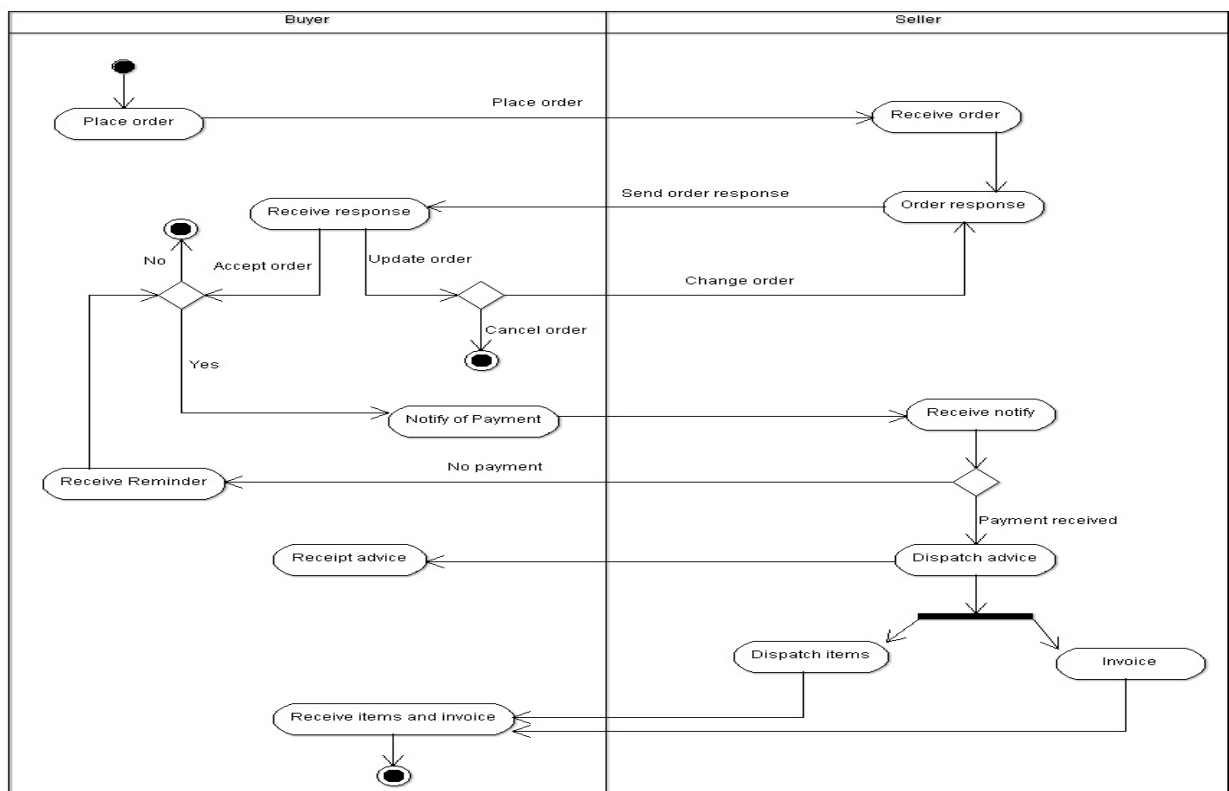 Buyer
Seller
Place order
Place order
Receive order
Send order response
Receive response
Order response
No
Accept order
Update order
Change order
Cancel order
Yes
Notify of Payment
Receive notify
No payment
Receive Reminder
Payment received
Receipt advice
Dispatch advice
Dispatch items
Invoice
Receive items and invoice